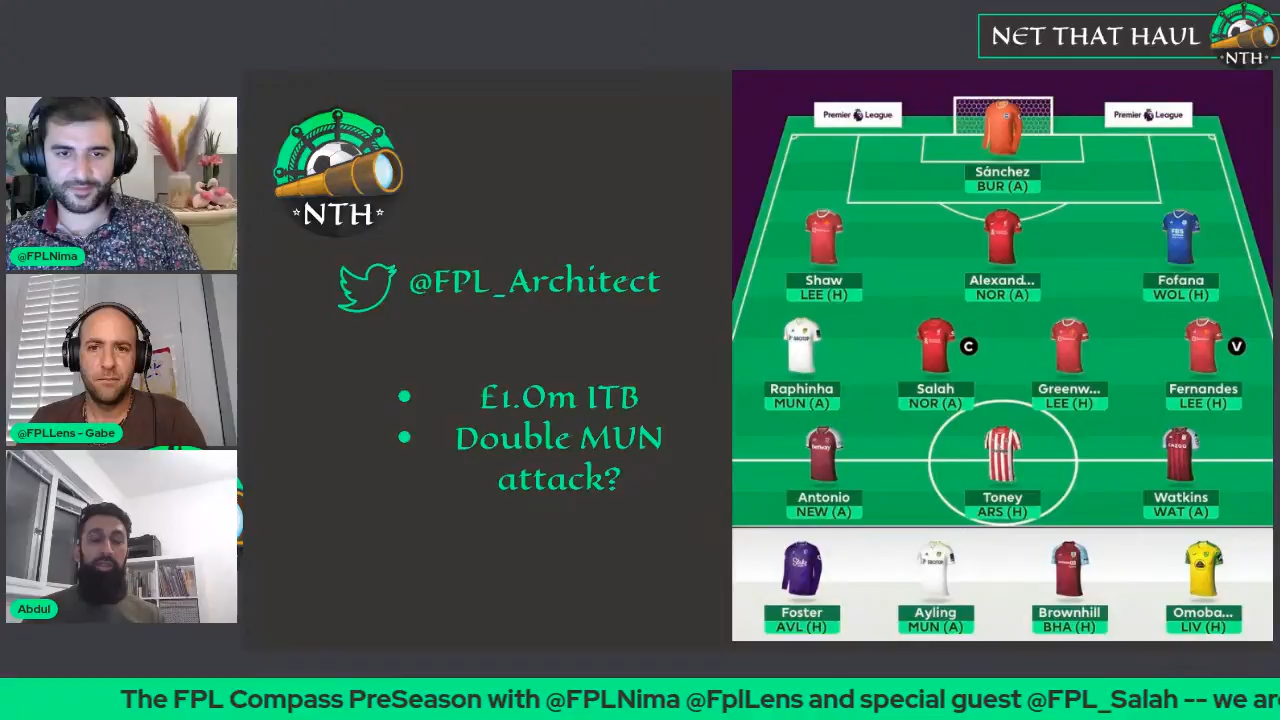 NET THAT HAUL
NTH
@FPLNima
@FPLLens - Gabe
Abdul
NTH
@FPL_Architect
• £1.0m ITB
• Double MUN
attack?
Premier League
Premier League
Sánchez
BUR (A)
Shaw
LEE (H)
Alexand...
NOR (A)
Fofana
WOL (H)
Raphinha
MUN (A)
C
Salah
NOR (A)
Greenw...
LEE (H)
V
Fernandes
LEE (H)
Antonio
NEW (A)
Toney
ARS (H)
Watkins
WAT (A)
Foster
AVL (H)
Ayling
MUN (A)
Brownhill
BHA (H)
Omoba...
LIV (H)
The FPL Compass PreSeason with @FPLNima @FplLens and special guest @FPL_Salah -- we are